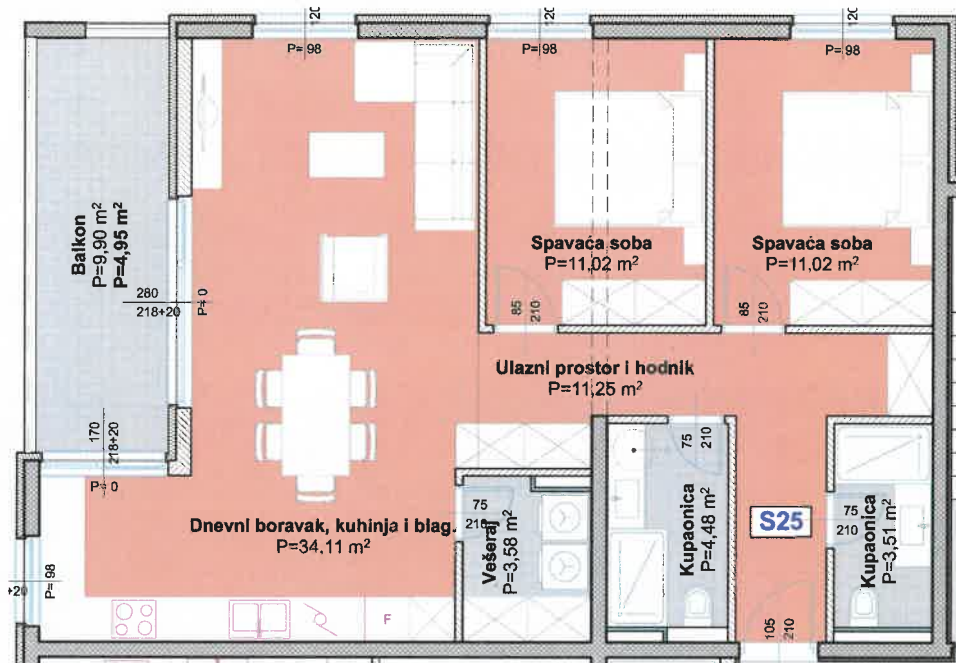 120
P= 98
120
P= 98
120
P= 98
Balkon
P=9,90 m²
P=4,95 m²
280
218+20
P= 0
170
218+20
P= 0
Spavaća soba
P=11,02 m²
85
210
Spavaća soba
P=11,02 m²
85
210
Ulazni prostor i hodnik
P=11,25 m²
Dnevni boravak, kuhinja i blag.
P=34,11 m²
75
210
Vešeraj
P=3,58 m²
75
210
Kupaonica
P=4,48 m²
S25
75
210
Kupaonica
P=3,51 m²
+20
P= 98
F
105
210